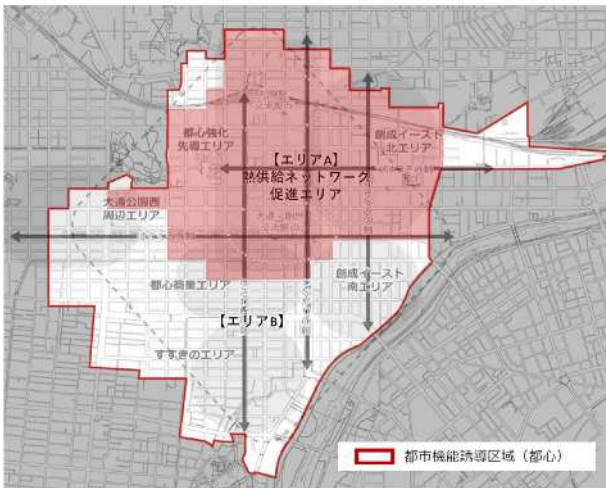 都心強化
先導エリア
創成イースト
北エリア
【エリアA】
熱供給ネットワーク
促進エリア
大通公園西
周辺エリア
都心商業エリア
創成イースト
南エリア
【エリアB】
すすきのエリア
都市機能誘導区域（都心）